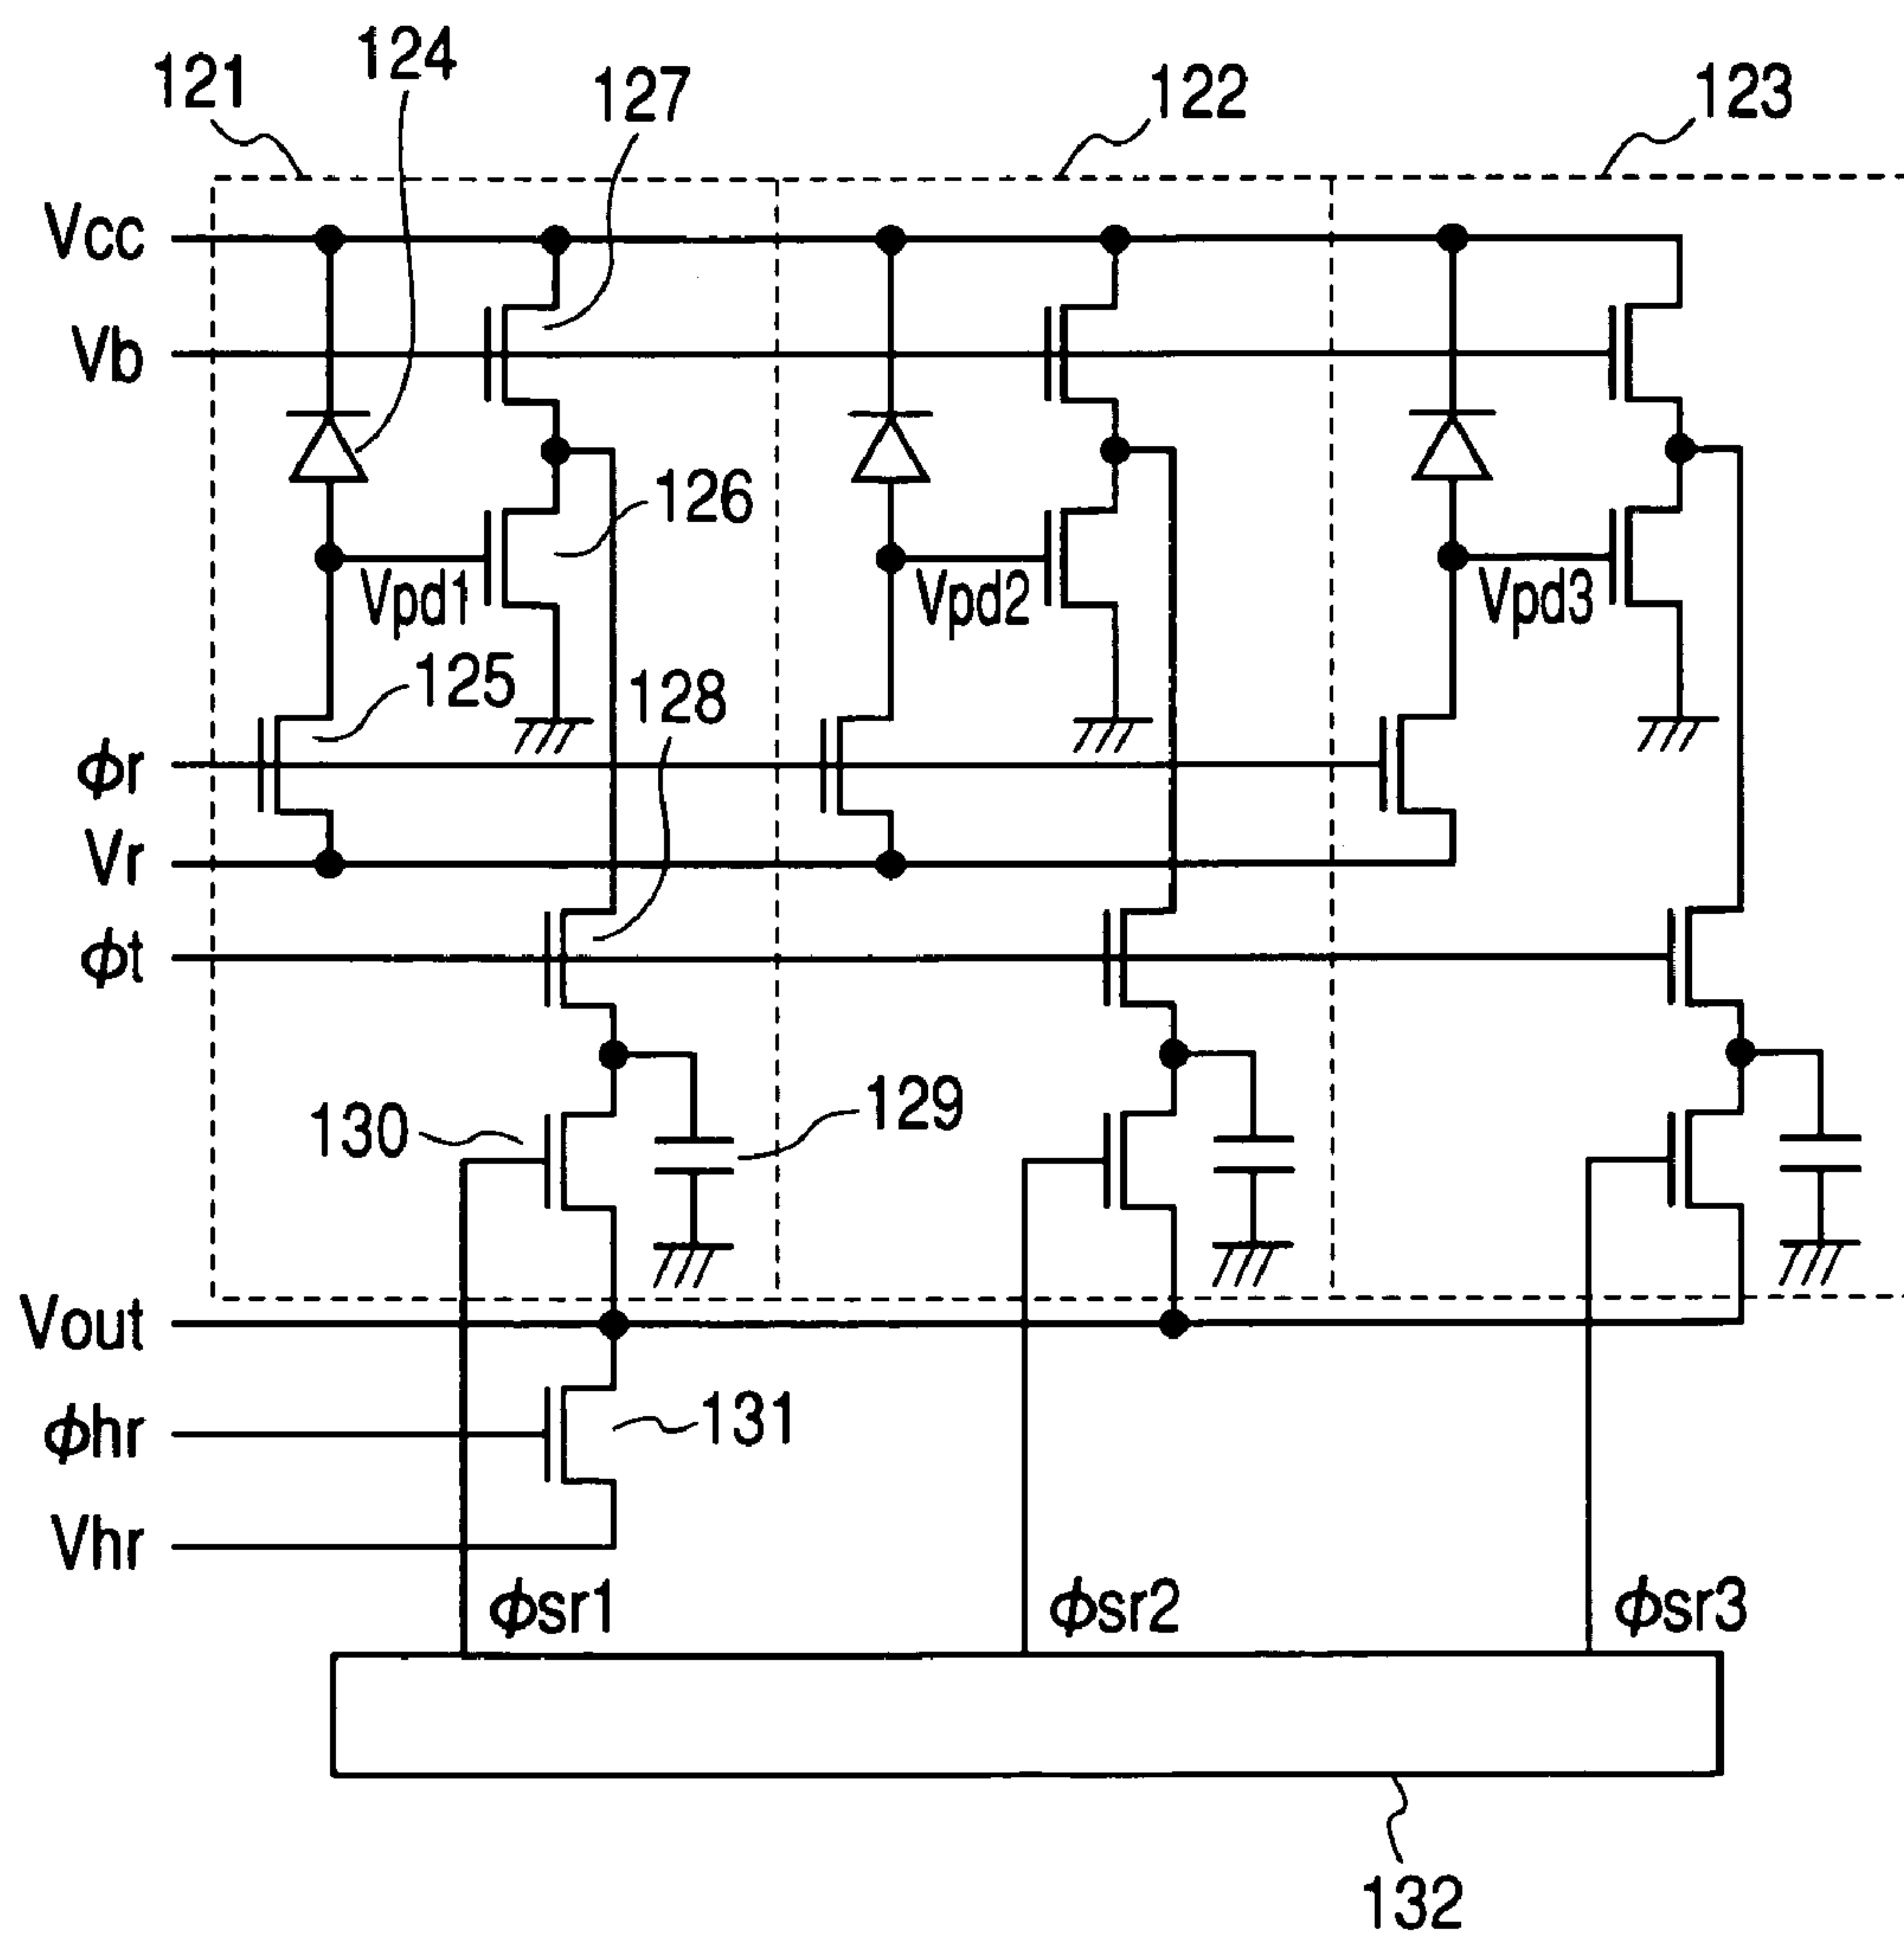 124
121
127
122
123
Vcc
Vb
126
Vpd1
Vpd2
Vpd3
125
128
ϕr
Vr
ϕt
130
129
Vout
ϕhr
131
Vhr
ϕsr1
ϕsr2
ϕsr3
132